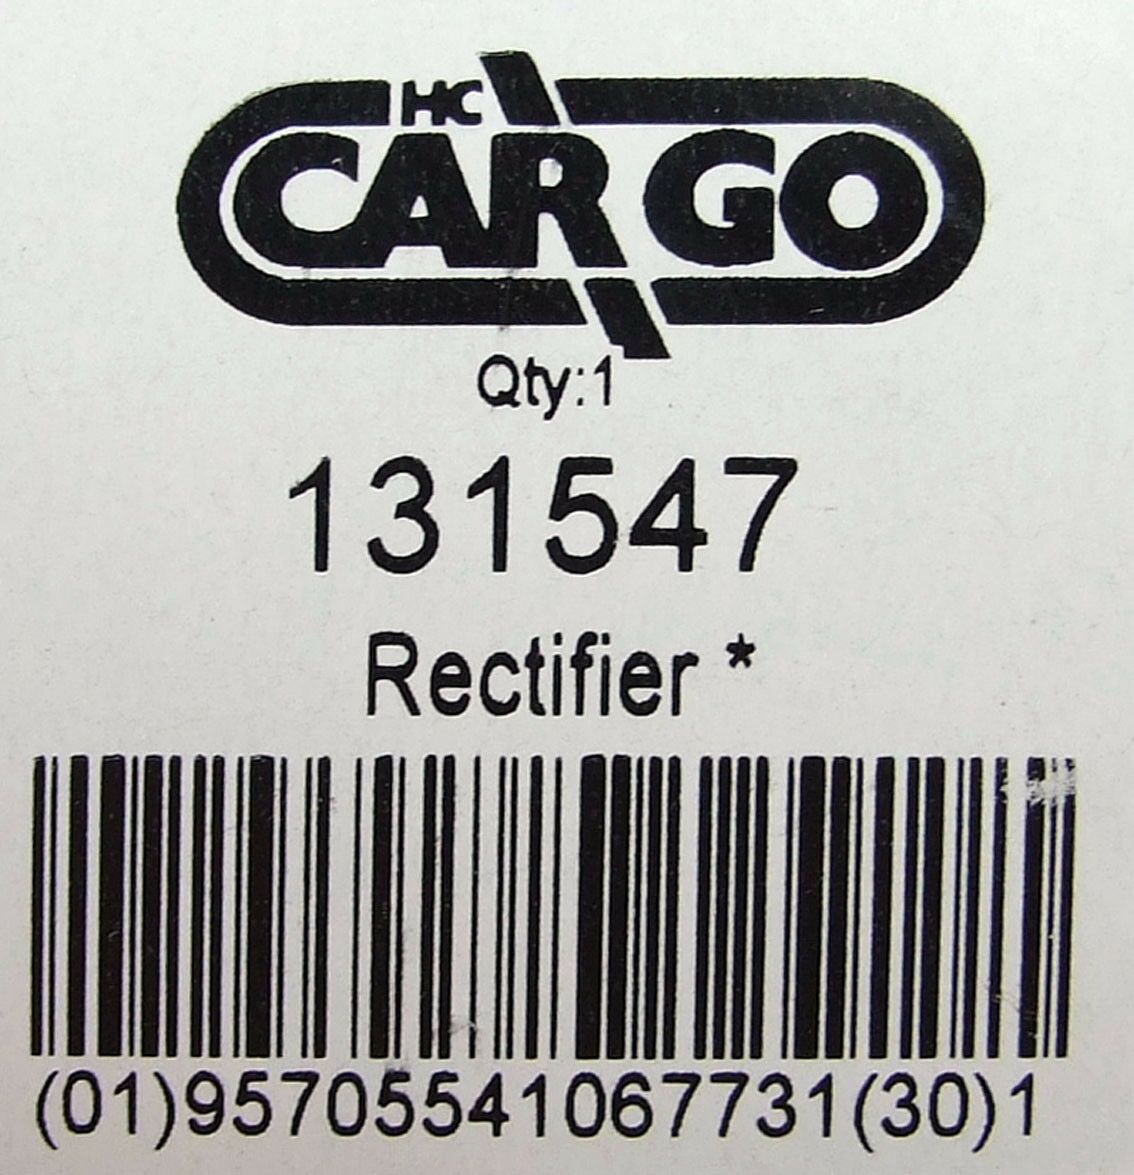 HC
CARGO
Qty:1
131547
Rectifier *
(01)95705541067731(30)1